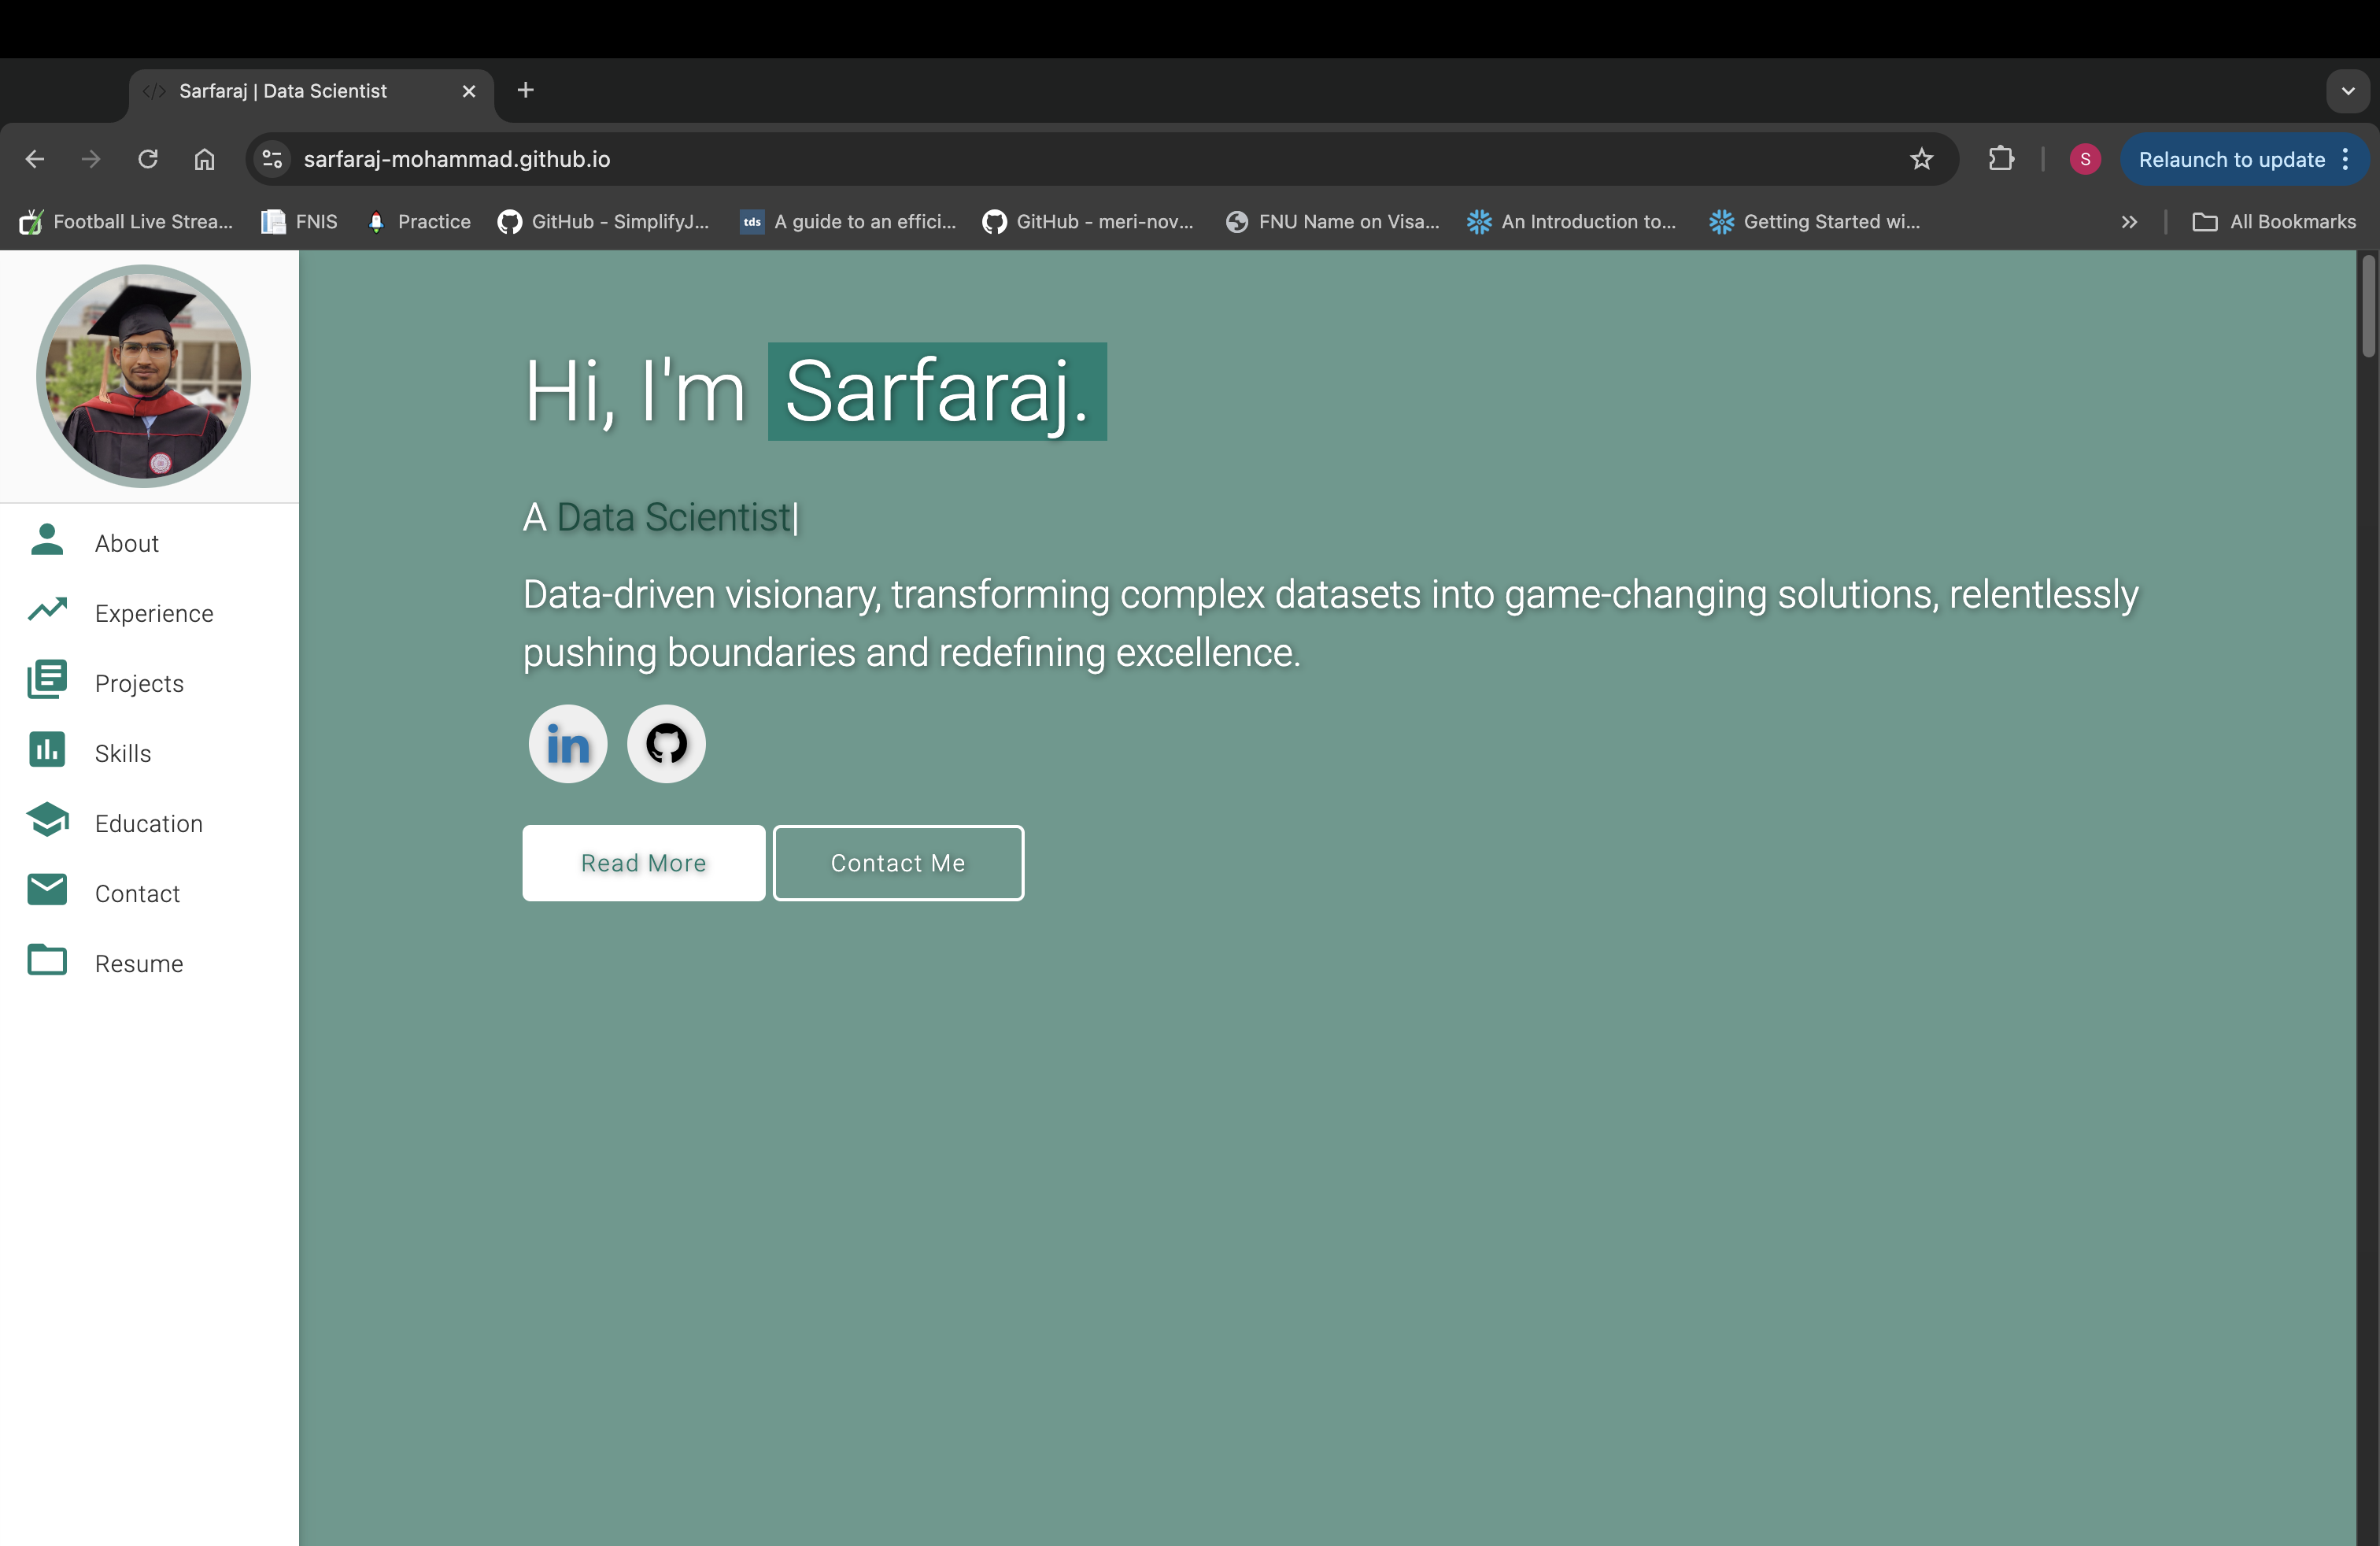 Sarfaraj | Data Scientist
sarfaraj-mohammad.github.io
S
Relaunch to update
Football Live Strea...
FNIS
Practice
GitHub - SimplifyJ...
tds
A guide to an effici...
GitHub - meri-nov...
FNU Name on Visa...
An Introduction to...
Getting Started wi...
All Bookmarks
About
Experience
Projects
Skills
Education
Contact
Resume
Hi, I'm Sarfaraj.
A Data Scientist|
Data-driven visionary, transforming complex datasets into game-changing solutions, relentlessly
pushing boundaries and redefining excellence.
in
Read More
Contact Me